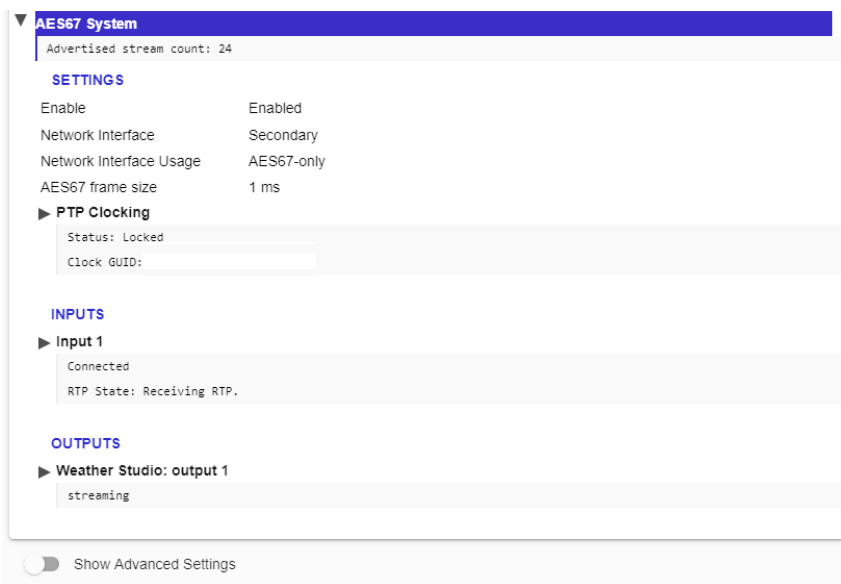 AES67 System
Advertised stream count: 24
SETTINGS
Enable Enabled
Network Interface Secondary
Network Interface Usage AES67-only
AES67 frame size 1 ms
PTP Clocking
Status: Locked
Clock GUID:
INPUTS
Input 1
Connected
RTP State: Receiving RTP.
OUTPUTS
Weather Studio: output 1
streaming
Show Advanced Settings